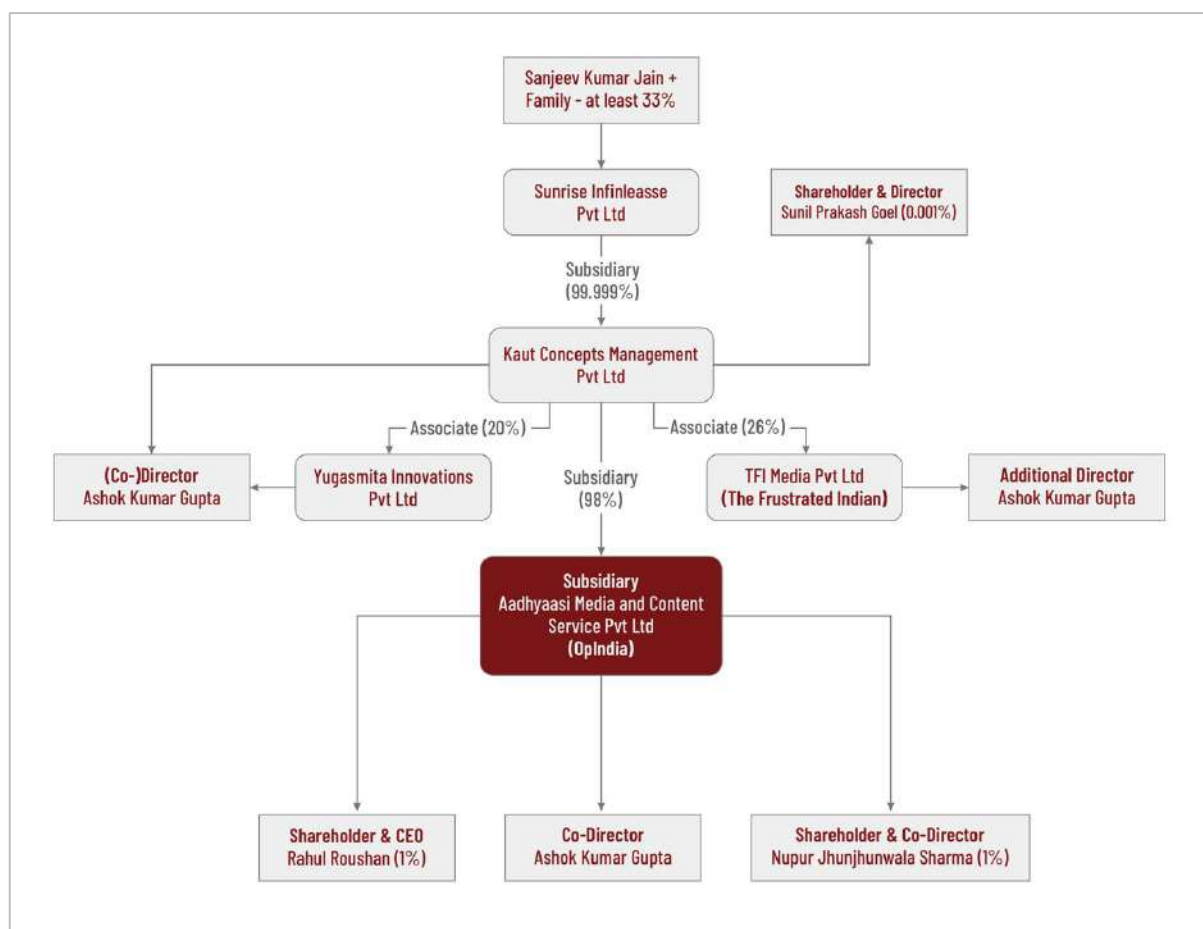 Sanjeev Kumar Jain +
Family - at least 33%
Sunrise Infinleasse
Pvt Ltd
Shareholder & Director
Sunil Prakash Goel (0.001%)
Subsidiary
(99.999%)
Kaut Concepts Management
Pvt Ltd
Associate (20%)
Associate (26%)
(Co-)Director
Ashok Kumar Gupta
Yugasmita Innovations
Pvt Ltd
Subsidiary
(98%)
TFI Media Pvt Ltd
(The Frustrated Indian)
Additional Director
Ashok Kumar Gupta
Subsidiary
Aadhyaasi Media and Content
Service Pvt Ltd
(OpIndia)
Shareholder & CEO
Rahul Roushan (1%)
Co-Director
Ashok Kumar Gupta
Shareholder & Co-Director
Nupur Jhunjhunwala Sharma (1%)